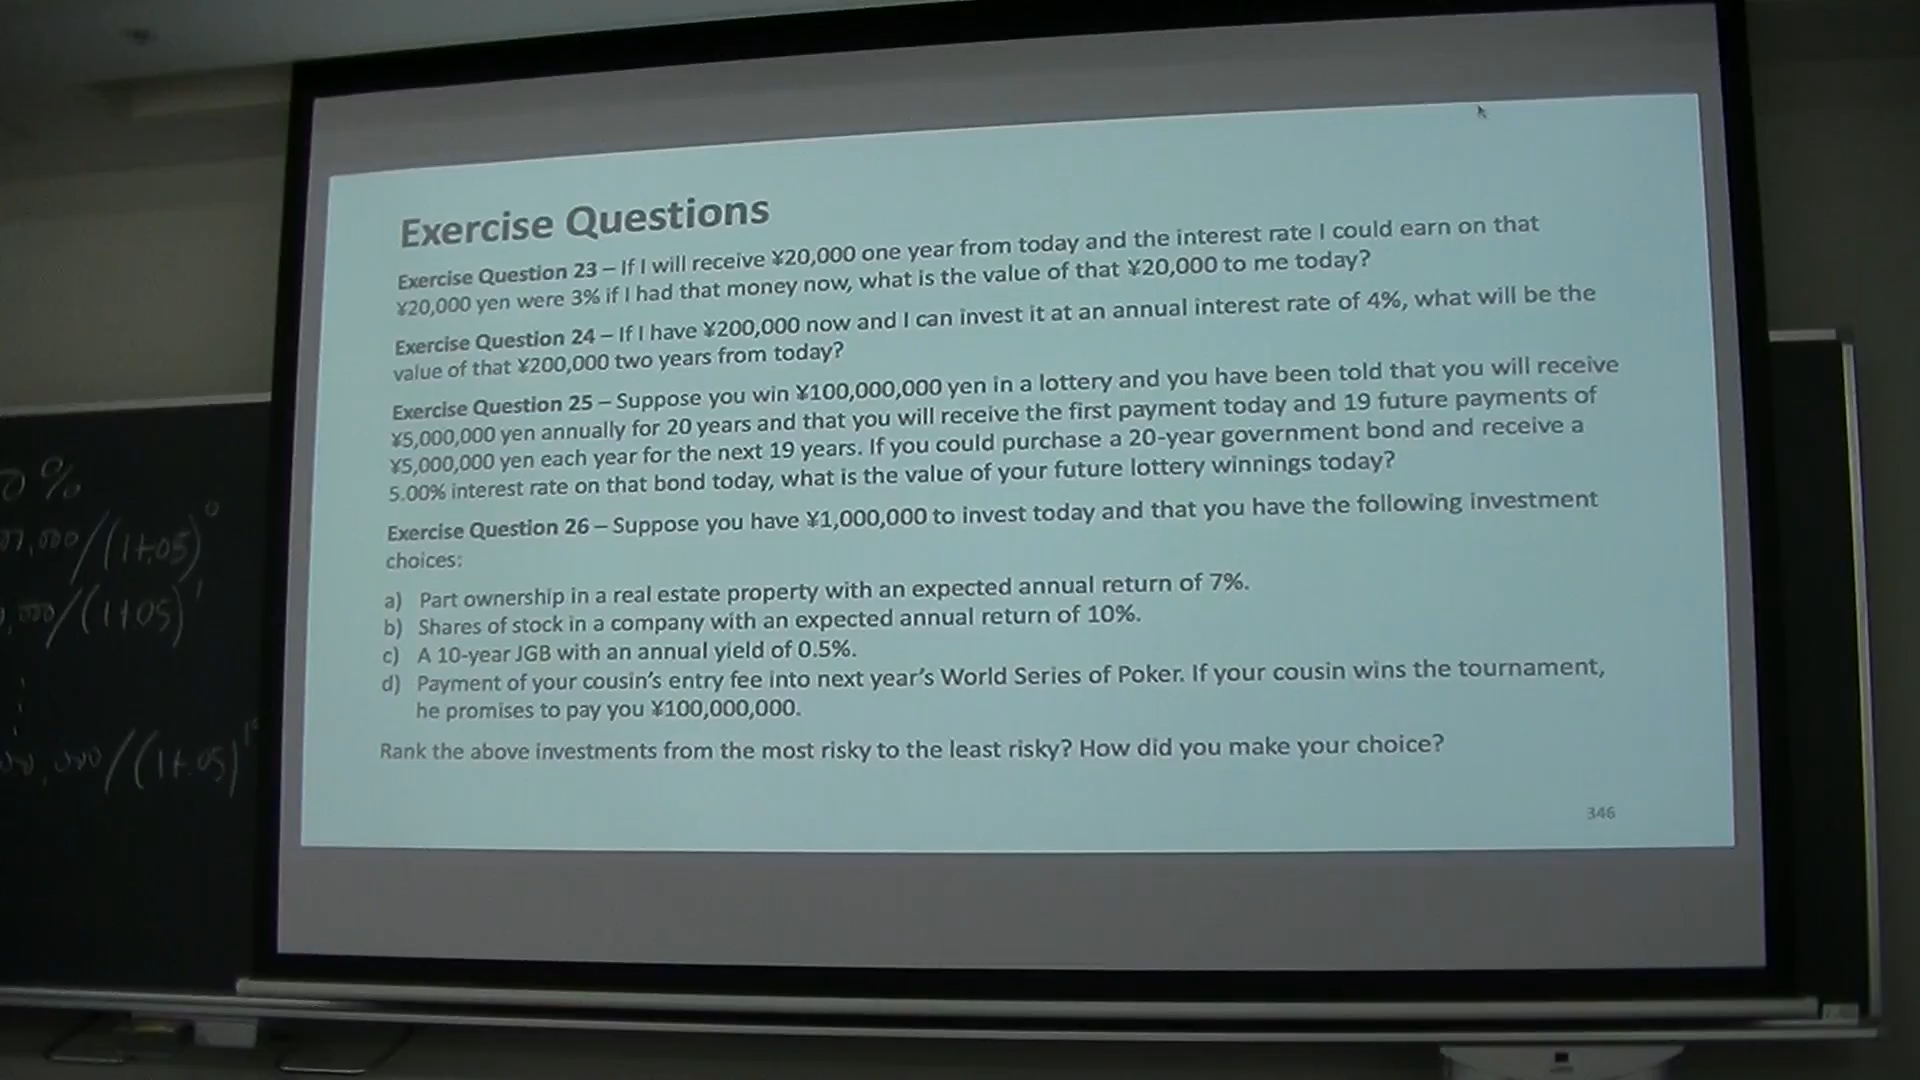 Exercise Questions
Exercise Question 23 – If I will receive ¥20,000 one year from today and the interest rate I could earn on that
¥20,000 yen were 3% if I had that money now, what is the value of that ¥20,000 to me today?
Exercise Question 24 – If I have ¥200,000 now and I can invest it at an annual interest rate of 4%, what will be the
value of that ¥200,000 two years from today?
Exercise Question 25 – Suppose you win ¥100,000,000 yen in a lottery and you have been told that you will receive
¥5,000,000 yen annually for 20 years and that you will receive the first payment today and 19 future payments of
¥5,000,000 yen each year for the next 19 years. If you could purchase a 20-year government bond and receive a
5.00% interest rate on that bond today, what is the value of your future lottery winnings today?
Exercise Question 26 – Suppose you have ¥1,000,000 to invest today and that you have the following investment
choices:
a) Part ownership in a real estate property with an expected annual return of 7%.
b) Shares of stock in a company with an expected annual return of 10%.
c) A 10-year JGB with an annual yield of 0.5%.
d) Payment of your cousin's entry fee into next year's World Series of Poker. If your cousin wins the tournament,
he promises to pay you ¥100,000,000.
Rank the above investments from the most risky to the least risky? How did you make your choice?
346
0%
/(1+.05)⁰
/(1+.05)¹
/(1+.05)